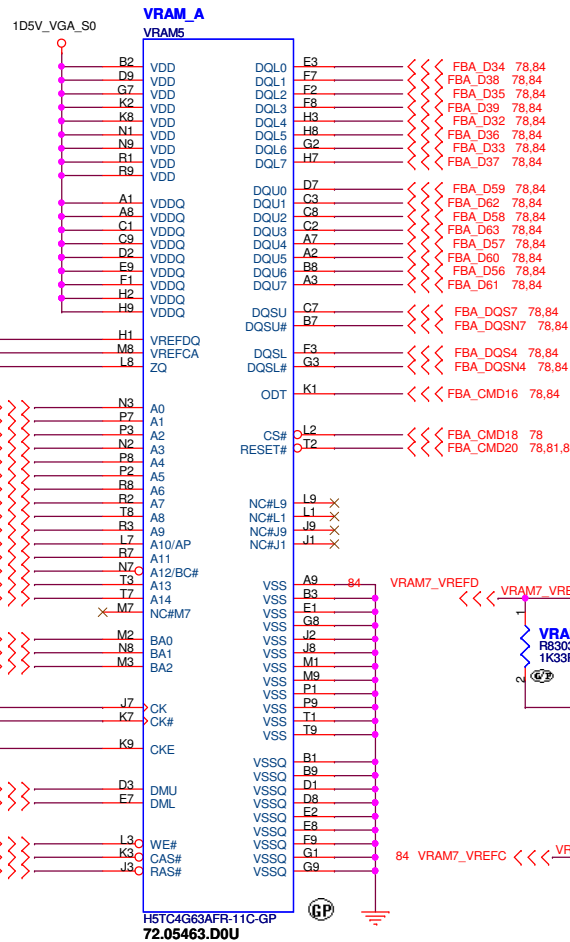 VRAM_A
1D5V_VGA_S0
VRAM5
B2 VDD DQL0 E3 FBA_D34 78,84
D9 VDD DQL1 F7 FBA_D38 78,84
G7 VDD DQL2 F2 FBA_D35 78,84
K2 VDD DQL3 F8 FBA_D39 78,84
K8 VDD DQL4 H3 FBA_D32 78,84
N1 VDD DQL5 H8 FBA_D36 78,84
N9 VDD DQL6 G2 FBA_D33 78,84
R1 VDD DQL7 H7 FBA_D37 78,84
R9 VDD
DQU0 D7 FBA_D59 78,84
A1 VDDQ DQU1 C3 FBA_D62 78,84
A8 VDDQ DQU2 C8 FBA_D58 78,84
C1 VDDQ DQU3 C2 FBA_D63 78,84
C9 VDDQ DQU4 A7 FBA_D57 78,84
D2 VDDQ DQU5 A2 FBA_D60 78,84
E9 VDDQ DQU6 B8 FBA_D56 78,84
F1 VDDQ DQU7 A3 FBA_D61 78,84
H2 VDDQ
H9 VDDQ DQSU C7 FBA_DQS7 78,84
DQSU# B7 FBA_DQSN7 78,84
H1 VREFDQ
M8 VREFCA DQSL F3 FBA_DQS4 78,84
L8 ZQ DQSL# G3 FBA_DQSN4 78,84
ODT K1 FBA_CMD16 78,84
N3 A0
P7 A1
P3 A2 CS# L2 FBA_CMD18 78
N2 A3 RESET# T2 FBA_CMD20 78,81,8
P8 A4
P2 A5
R8 A6
R2 A7 NC#L9 L9
T8 A8 NC#L1 L1
R3 A9 NC#J9 J9
L7 A10/AP NC#J1 J1
R7 A11
N7 A12/BC#
T3 A13 VSS A9 84 VRAM7_VREFD
T7 A14 VSS B3 VRAM7_VRE
M7 NC#M7 VSS E1 1
VSS G8
M2 BA0 VSS J2 VRA
N8 BA1 VSS J8 R8303
M3 BA2 VSS M1 1K33R
VSS M9 2 GP
VSS P1
J7 CK VSS P9
K7 CK# VSS T1
VSS T9
K9 CKE
VSSQ B1
VSSQ B9
D3 DMU VSSQ D1
E7 DML VSSQ D8
VSSQ E2
VSSQ E8
L3 WE# VSSQ F9
K3 CAS# VSSQ G1 84 VRAM7_VREFC VR
J3 RAS# VSSQ G9
H5TC4G63AFR-11C-GP GP
72.05463.D0U